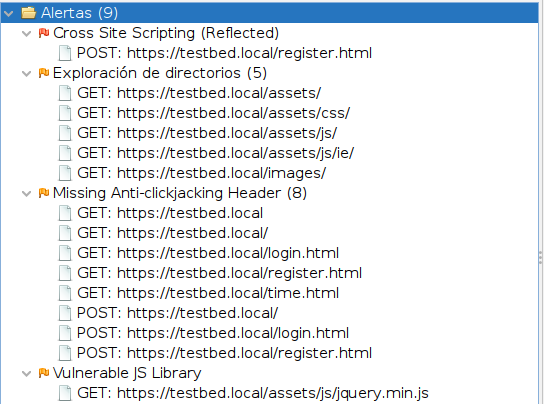 Alertas (9)
Cross Site Scripting (Reflected)
POST: https://testbed.local/register.html
Exploración de directorios (5)
GET: https://testbed.local/assets/
GET: https://testbed.local/assets/css/
GET: https://testbed.local/assets/js/
GET: https://testbed.local/assets/js/ie/
GET: https://testbed.local/images/
Missing Anti-clickjacking Header (8)
GET: https://testbed.local
GET: https://testbed.local/
GET: https://testbed.local/login.html
GET: https://testbed.local/register.html
GET: https://testbed.local/time.html
POST: https://testbed.local/
POST: https://testbed.local/login.html
POST: https://testbed.local/register.html
Vulnerable JS Library
GET: https://testbed.local/assets/js/jquery.min.js